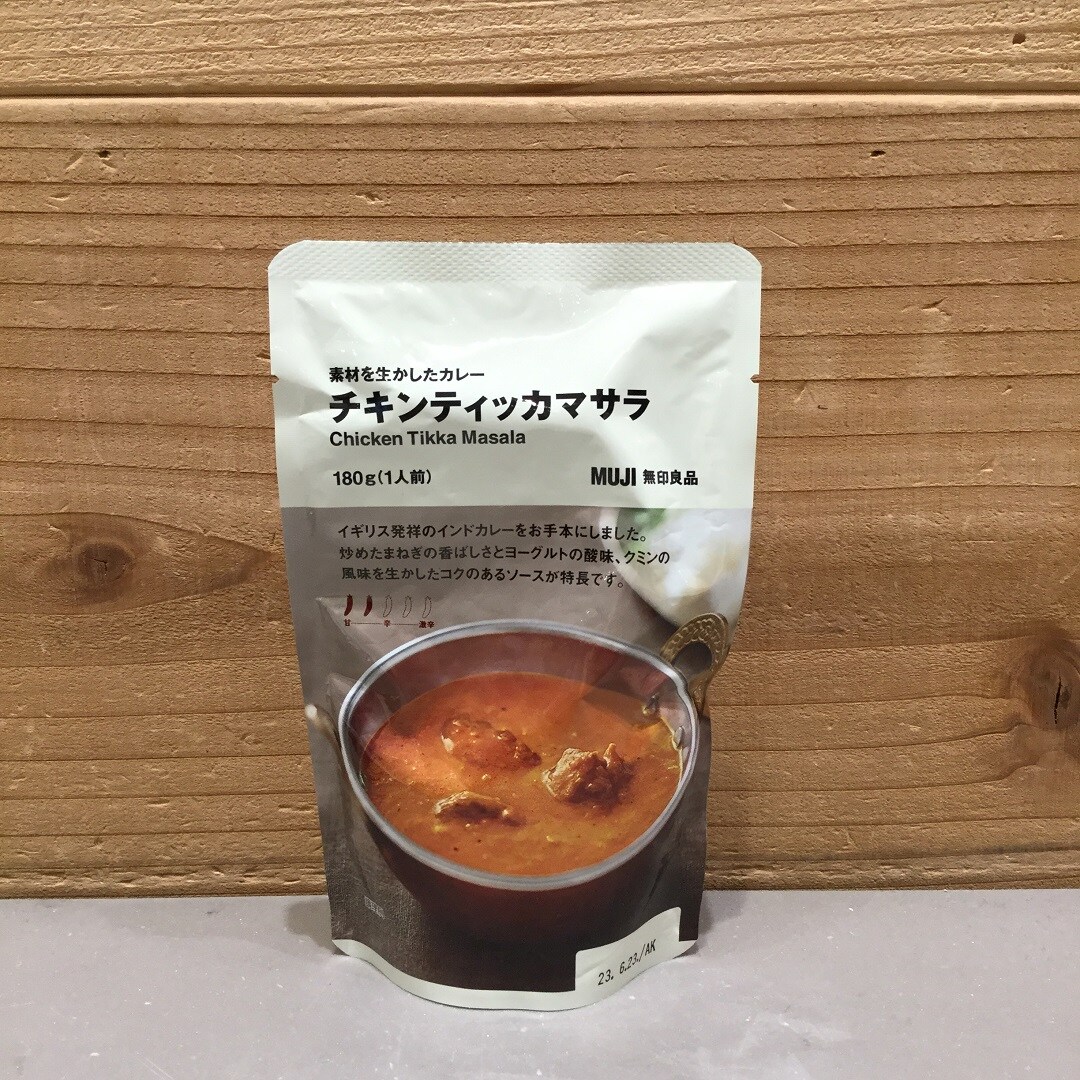 素材を生かしたカレー
チキンティッカマサラ
Chicken Tikka Masala
180g(1人前)
MUJI 無印良品
イギリス発祥のインドカレーをお手本にしました。
炒めたまねぎの香ばしさとヨーグルトの酸味、クミンの
風味を生かしたコクのあるソースが特長です。
甘 辛 激辛
23. 6.23./AK